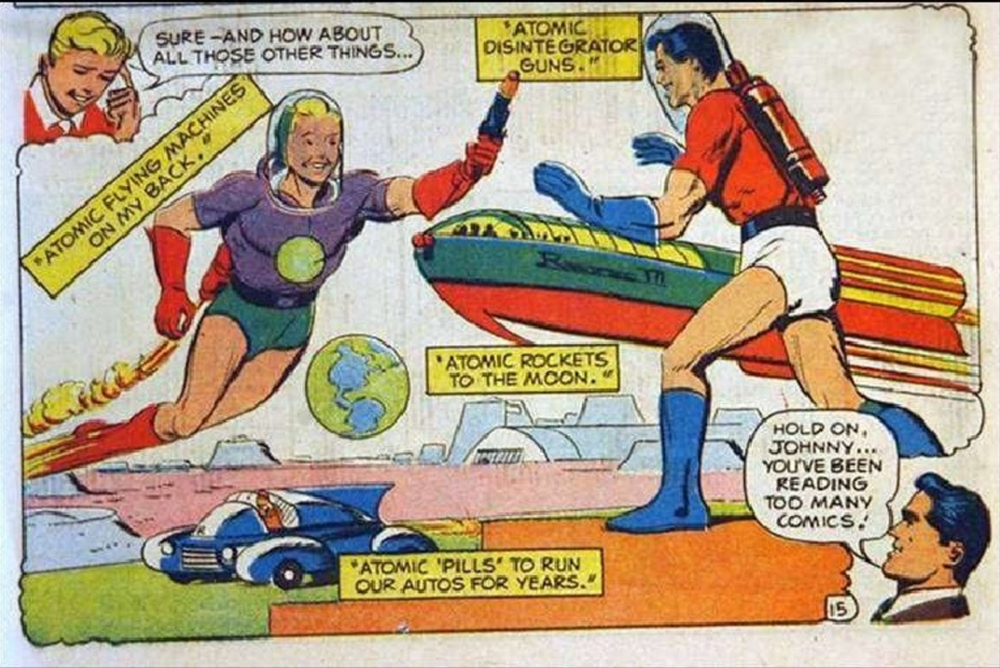 SURE-AND HOW ABOUT
ALL THOSE OTHER THINGS...
"ATOMIC FLYING MACHINES
ON MY BACK."
"ATOMIC
DISINTEGRATOR
GUNS."
"ATOMIC ROCKETS
TO THE MOON."
"ATOMIC 'PILLS' TO RUN
OUR AUTOS FOR YEARS."
HOLD ON,
JOHNNY...
YOU'VE BEEN
READING
TOO MANY
COMICS!
15